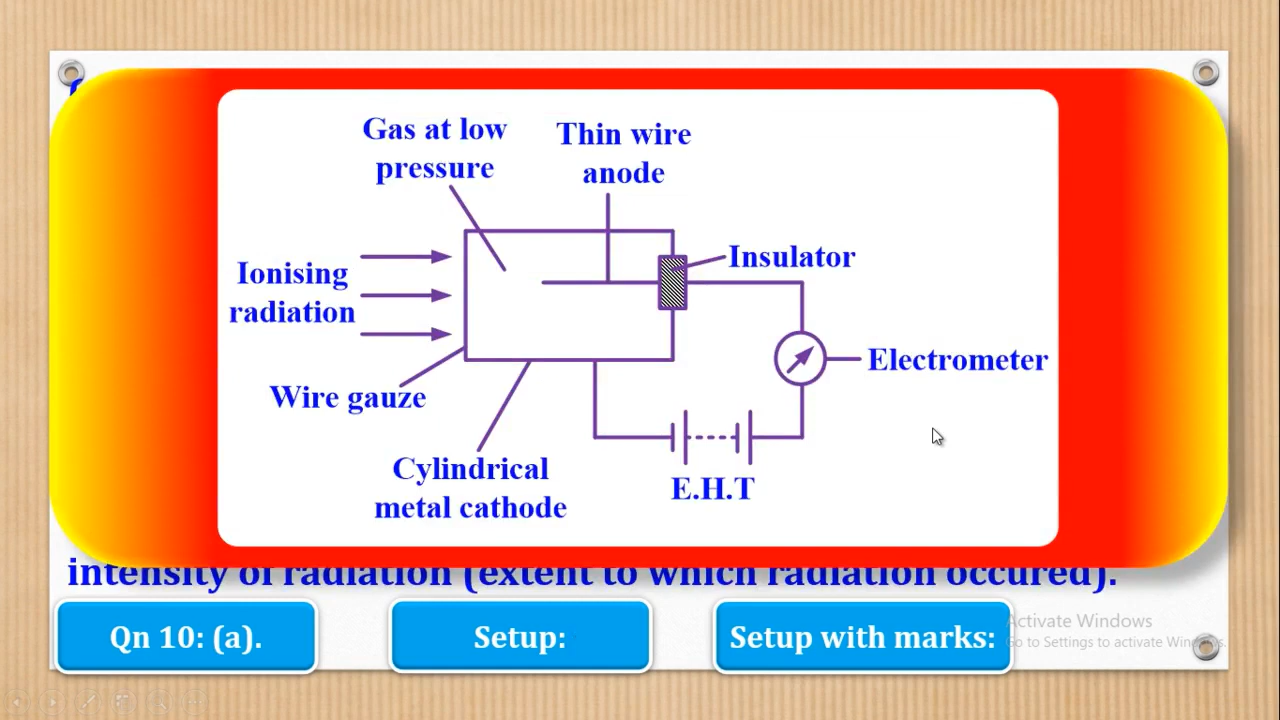 Gas at low
pressure
Thin wire
anode
Insulator
Ionising
radiation
Electrometer
Wire gauze
Cylindrical
metal cathode
E.H.T
intensity of radiation (extent to which radiation occured).
Qn 10: (a).
Setup:
Setup with marks:
Activate Windows
Go to Settings to activate Windows.